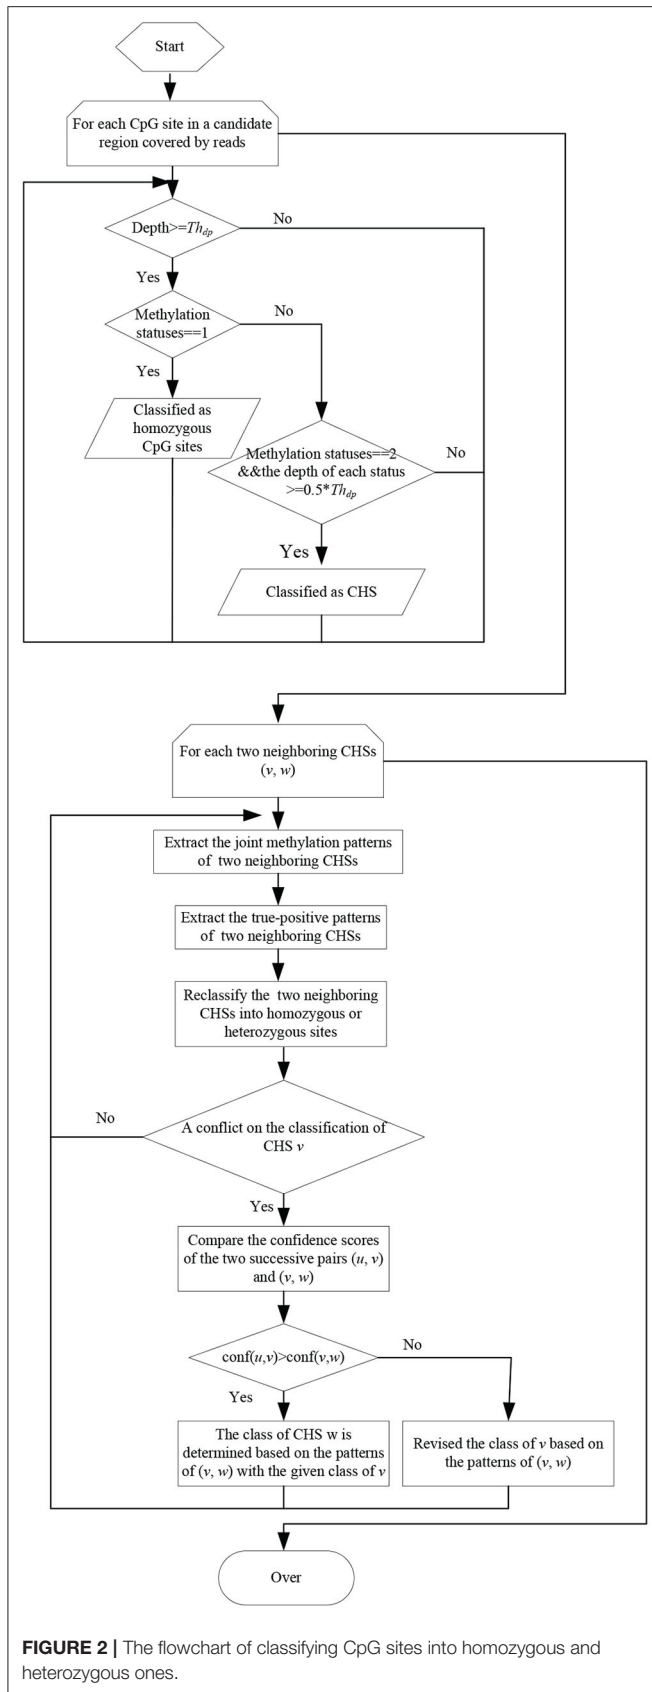 Start
For each CpG site in a candidate
region covered by reads
Depth>=Thdp
No
Yes
Methylation
statuses==1
No
Yes
Classified as
homozygous
CpG sites
Methylation statuses==2
&&the depth of each status
>=0.5*Thdp
No
Yes
Classified as CHS
For each two neighboring CHSs
(v, w)
Extract the joint methylation patterns
of two neighboring CHSs
Extract the true-positive patterns
of two neighboring CHSs
Reclassify the two neighboring
CHSs into homozygous or
heterozygous sites
No
A conflict on the classification of
CHS v
Yes
Compare the confidence scores
of the two successive pairs (u, v)
and (v, w)
conf(u,v)>conf(v,w)
No
Yes
The class of CHS w is
determined based on the patterns
of (v, w) with the given class of v
Revised the class of v based on
the patterns of (v, w)
Over
FIGURE 2 | The flowchart of classifying CpG sites into homozygous and
heterozygous ones.